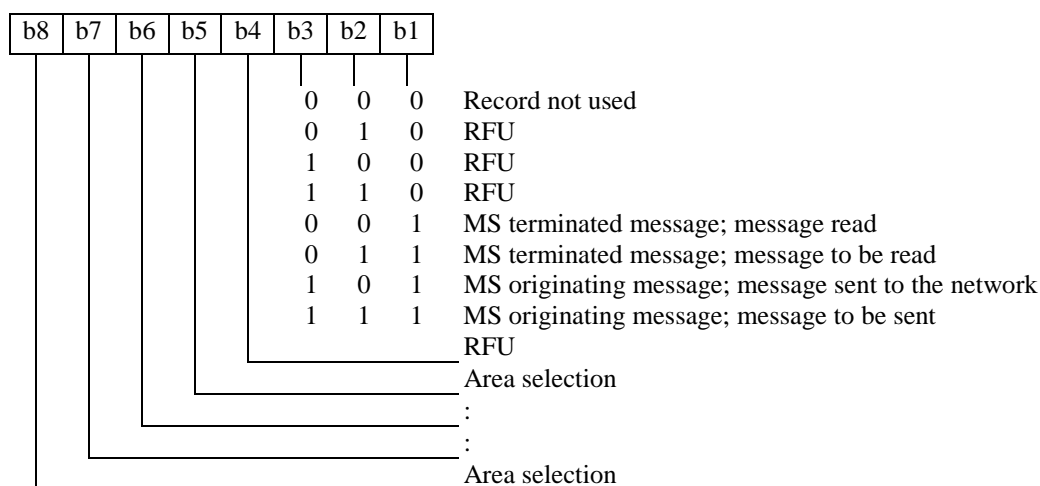 b8 b7 b6 b5 b4 b3 b2 b1
0 0 0 Record not used
0 1 0 RFU
1 0 0 RFU
1 1 0 RFU
0 0 1 MS terminated message; message read
0 1 1 MS terminated message; message to be read
1 0 1 MS originating message; message sent to the network
1 1 1 MS originating message; message to be sent
RFU
Area selection
:
:
Area selection